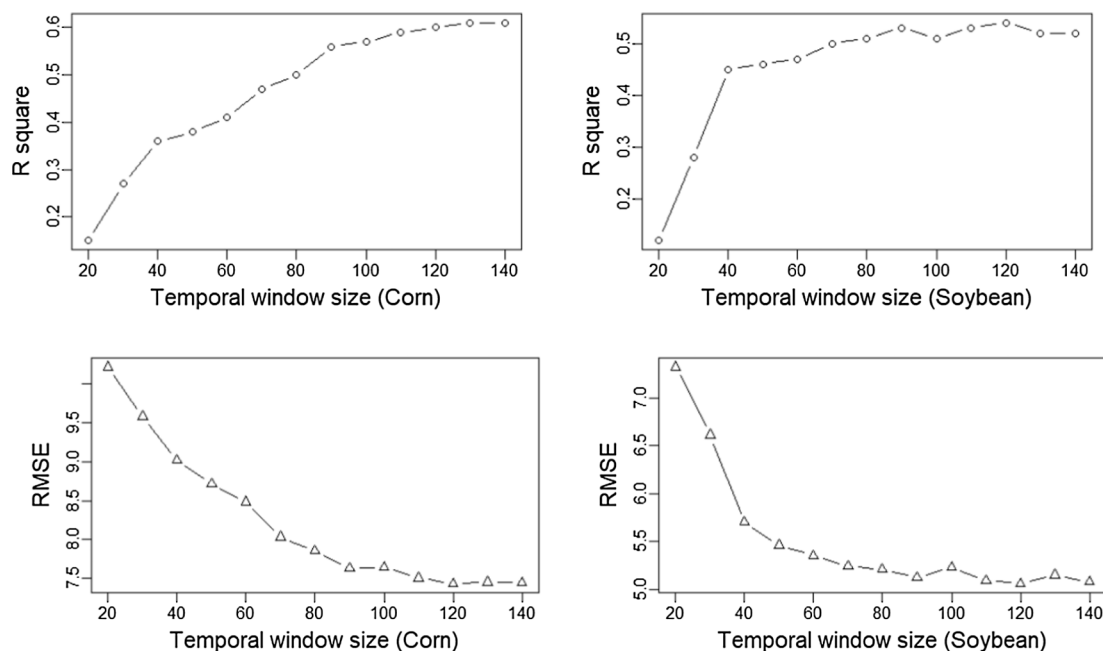 R square
0.2 0.3 0.4 0.5 0.6
20 40 60 80 100 120 140
Temporal window size (Corn)
R square
0.2 0.3 0.4 0.5
20 40 60 80 100 120 140
Temporal window size (Soybean)
RMSE
7.5 8.0 8.5 9.0 9.5
20 40 60 80 100 120 140
Temporal window size (Corn)
RMSE
5.0 5.5 6.0 6.5 7.0
20 40 60 80 100 120 140
Temporal window size (Soybean)